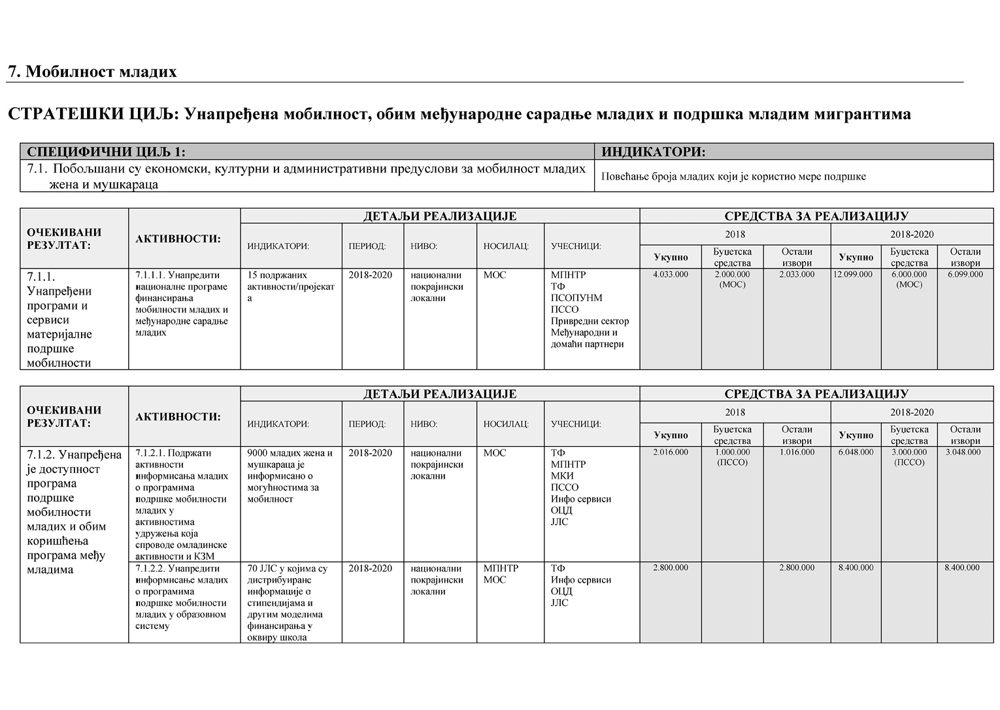 7. Мобилност младих
СТРАТЕШКИ ЦИЉ: Унапређена мобилност, обим међународне сарадње младих и подршка младим мигрантима
СПЕЦИФИЧНИ ЦИЉ 1:
ИНДИКАТОРИ:
7.1. Побољшани су економски, културни и административни предуслови за мобилност младих
жена и мушкараца
Повећање броја младих који је користио мере подршке
ОЧЕКИВАНИ
РЕЗУЛТАТ:
АКТИВНОСТИ:
ДЕТАЉИ РЕАЛИЗАЦИЈЕ
СРЕДСТВА ЗА РЕАЛИЗАЦИЈУ
ИНДИКАТОРИ:
ПЕРИОД:
НИВО:
НОСИЛАЦ:
УЧЕСНИЦИ:
2018
2018-2020
Укупно
Буџетска
средства
Остали
извори
Укупно
Буџетска
средства
Остали
извори
7.1.1.
Унапређени
програми и
сервиси
материјалне
подршке
мобилности
7.1.1.1. Унапредити
националне програме
финансирања
мобилности младих и
међународне сарадње
младих
15 подржаних
активности/пројекат
а
2018-2020
национални
покрајински
локални
МОС
МПНТР
ТФ
ПСОПУНМ
ПССО
Привредни сектор
Међународни и
домаћи партнери
4.033.000
2.000.000
(МОС)
2.033.000
12.099.000
6.000.000
(МОС)
6.099.000
ОЧЕКИВАНИ
РЕЗУЛТАТ:
АКТИВНОСТИ:
ДЕТАЉИ РЕАЛИЗАЦИЈЕ
СРЕДСТВА ЗА РЕАЛИЗАЦИЈУ
ИНДИКАТОРИ:
ПЕРИОД:
НИВО:
НОСИЛАЦ:
УЧЕСНИЦИ:
2018
2018-2020
Укупно
Буџетска
средства
Остали
извори
Укупно
Буџетска
средства
Остали
извори
7.1.2. Унапређена
је доступност
програма
подршке
мобилности
младих и обим
коришћења
програма међу
младима
7.1.2.1. Подржати
активности
информисања младих
о програмима
подршке мобилности
младих у
активностима
удружења која
спроводе омладинске
активности и КЗМ
9000 младих жена и
мушкараца је
информисано о
могућностима за
мобилност
2018-2020
национални
покрајински
локални
МОС
ТФ
МПНТР
МКИ
ПССО
Инфо сервиси
ОЦД
ЈЛС
2.016.000
1.000.000
(ПССО)
1.016.000
6.048.000
3.000.000
(ПССО)
3.048.000
7.1.2.2. Унапредити
информисање младих
о програмима
подршке мобилности
младих у образовном
систему
70 ЈЛС у којима су
дистрибуиране
информације о
стипендијама и
другим моделима
финансирања у
оквиру школа
2018-2020
национални
покрајински
локални
МПНТР
МОС
ТФ
Инфо сервиси
ОЦД
ЈЛС
2.800.000
2.800.000
8.400.000
8.400.000